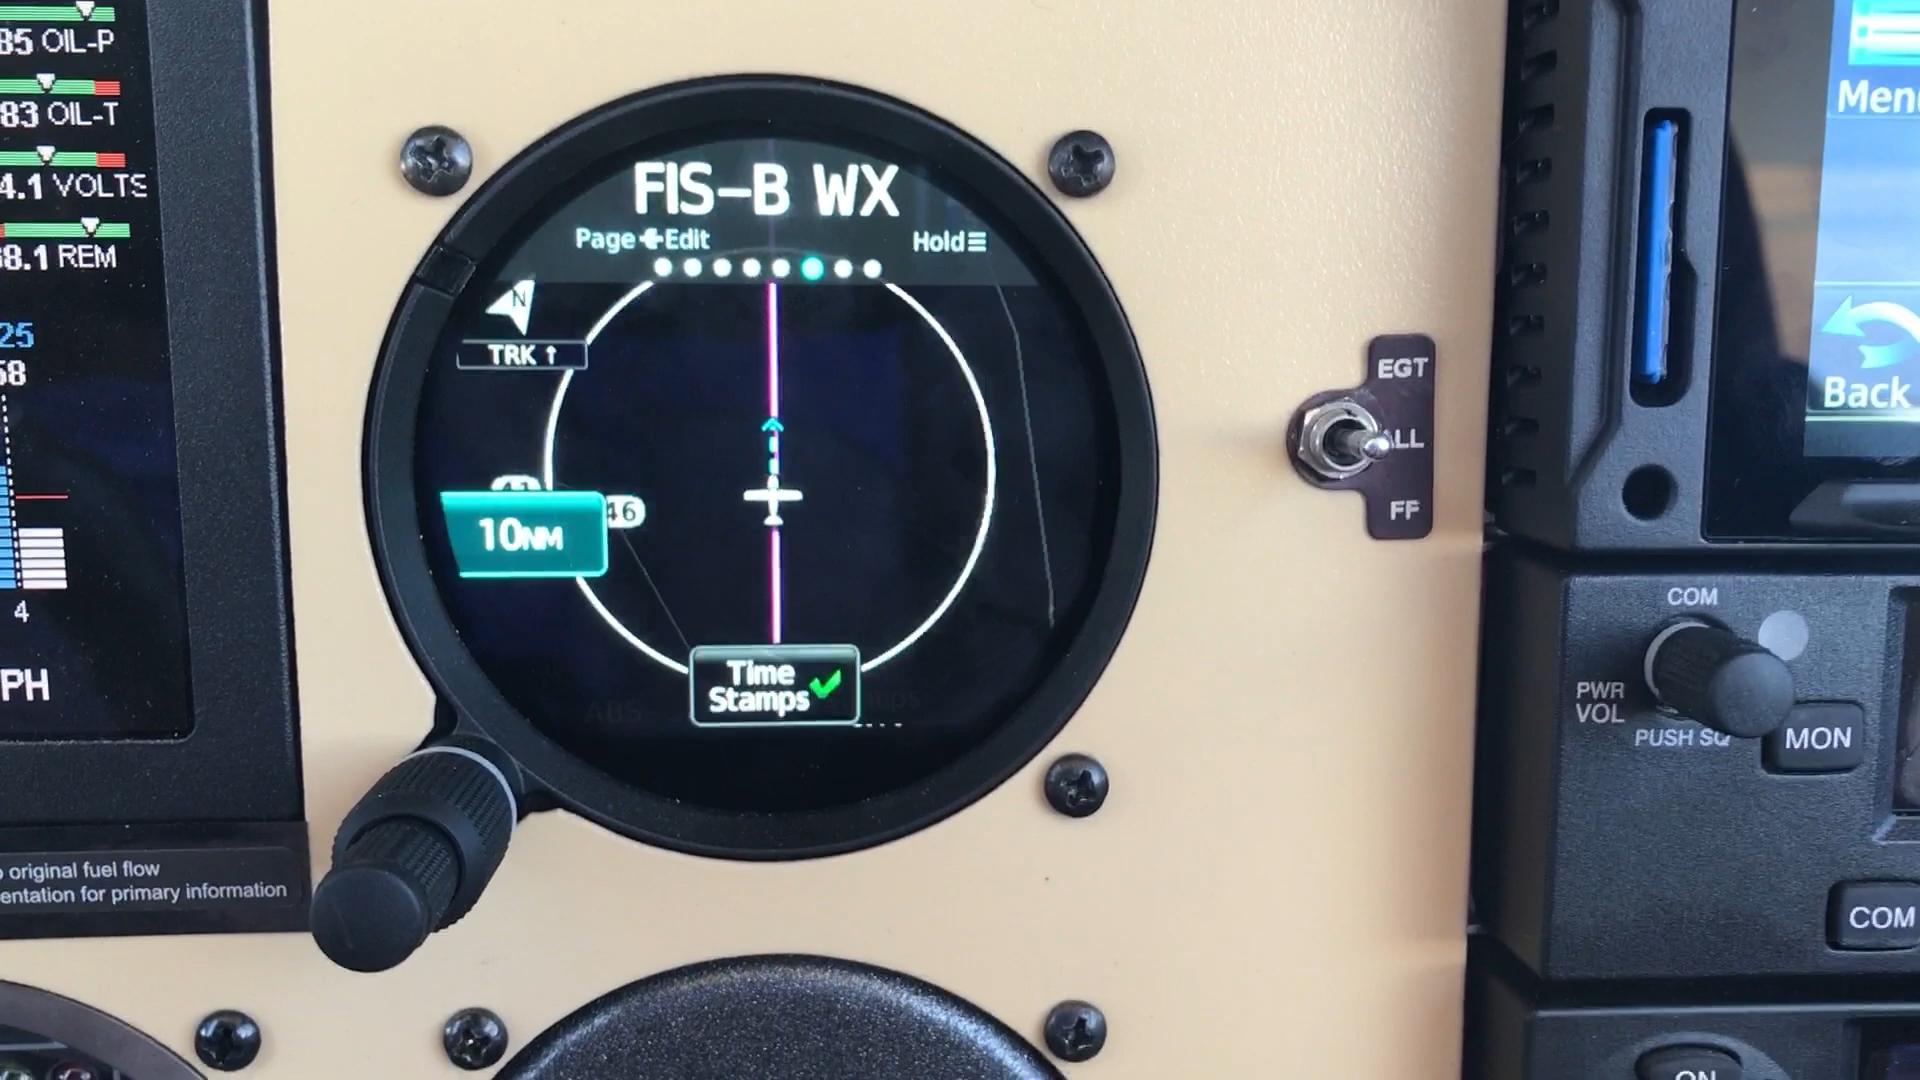 85 OIL-P
83 OIL-T
4.1 VOLTS
38.1 REM
25
58
4
PH
original fuel flow
entation for primary information
FIS-B WX
Page Edit
Hold
N
TRK ↑
46
10NM
Time
Stamps
EGT
ALL
FF
Menu
Back
COM
PWR
VOL
PUSH SQ
MON
COM
ON